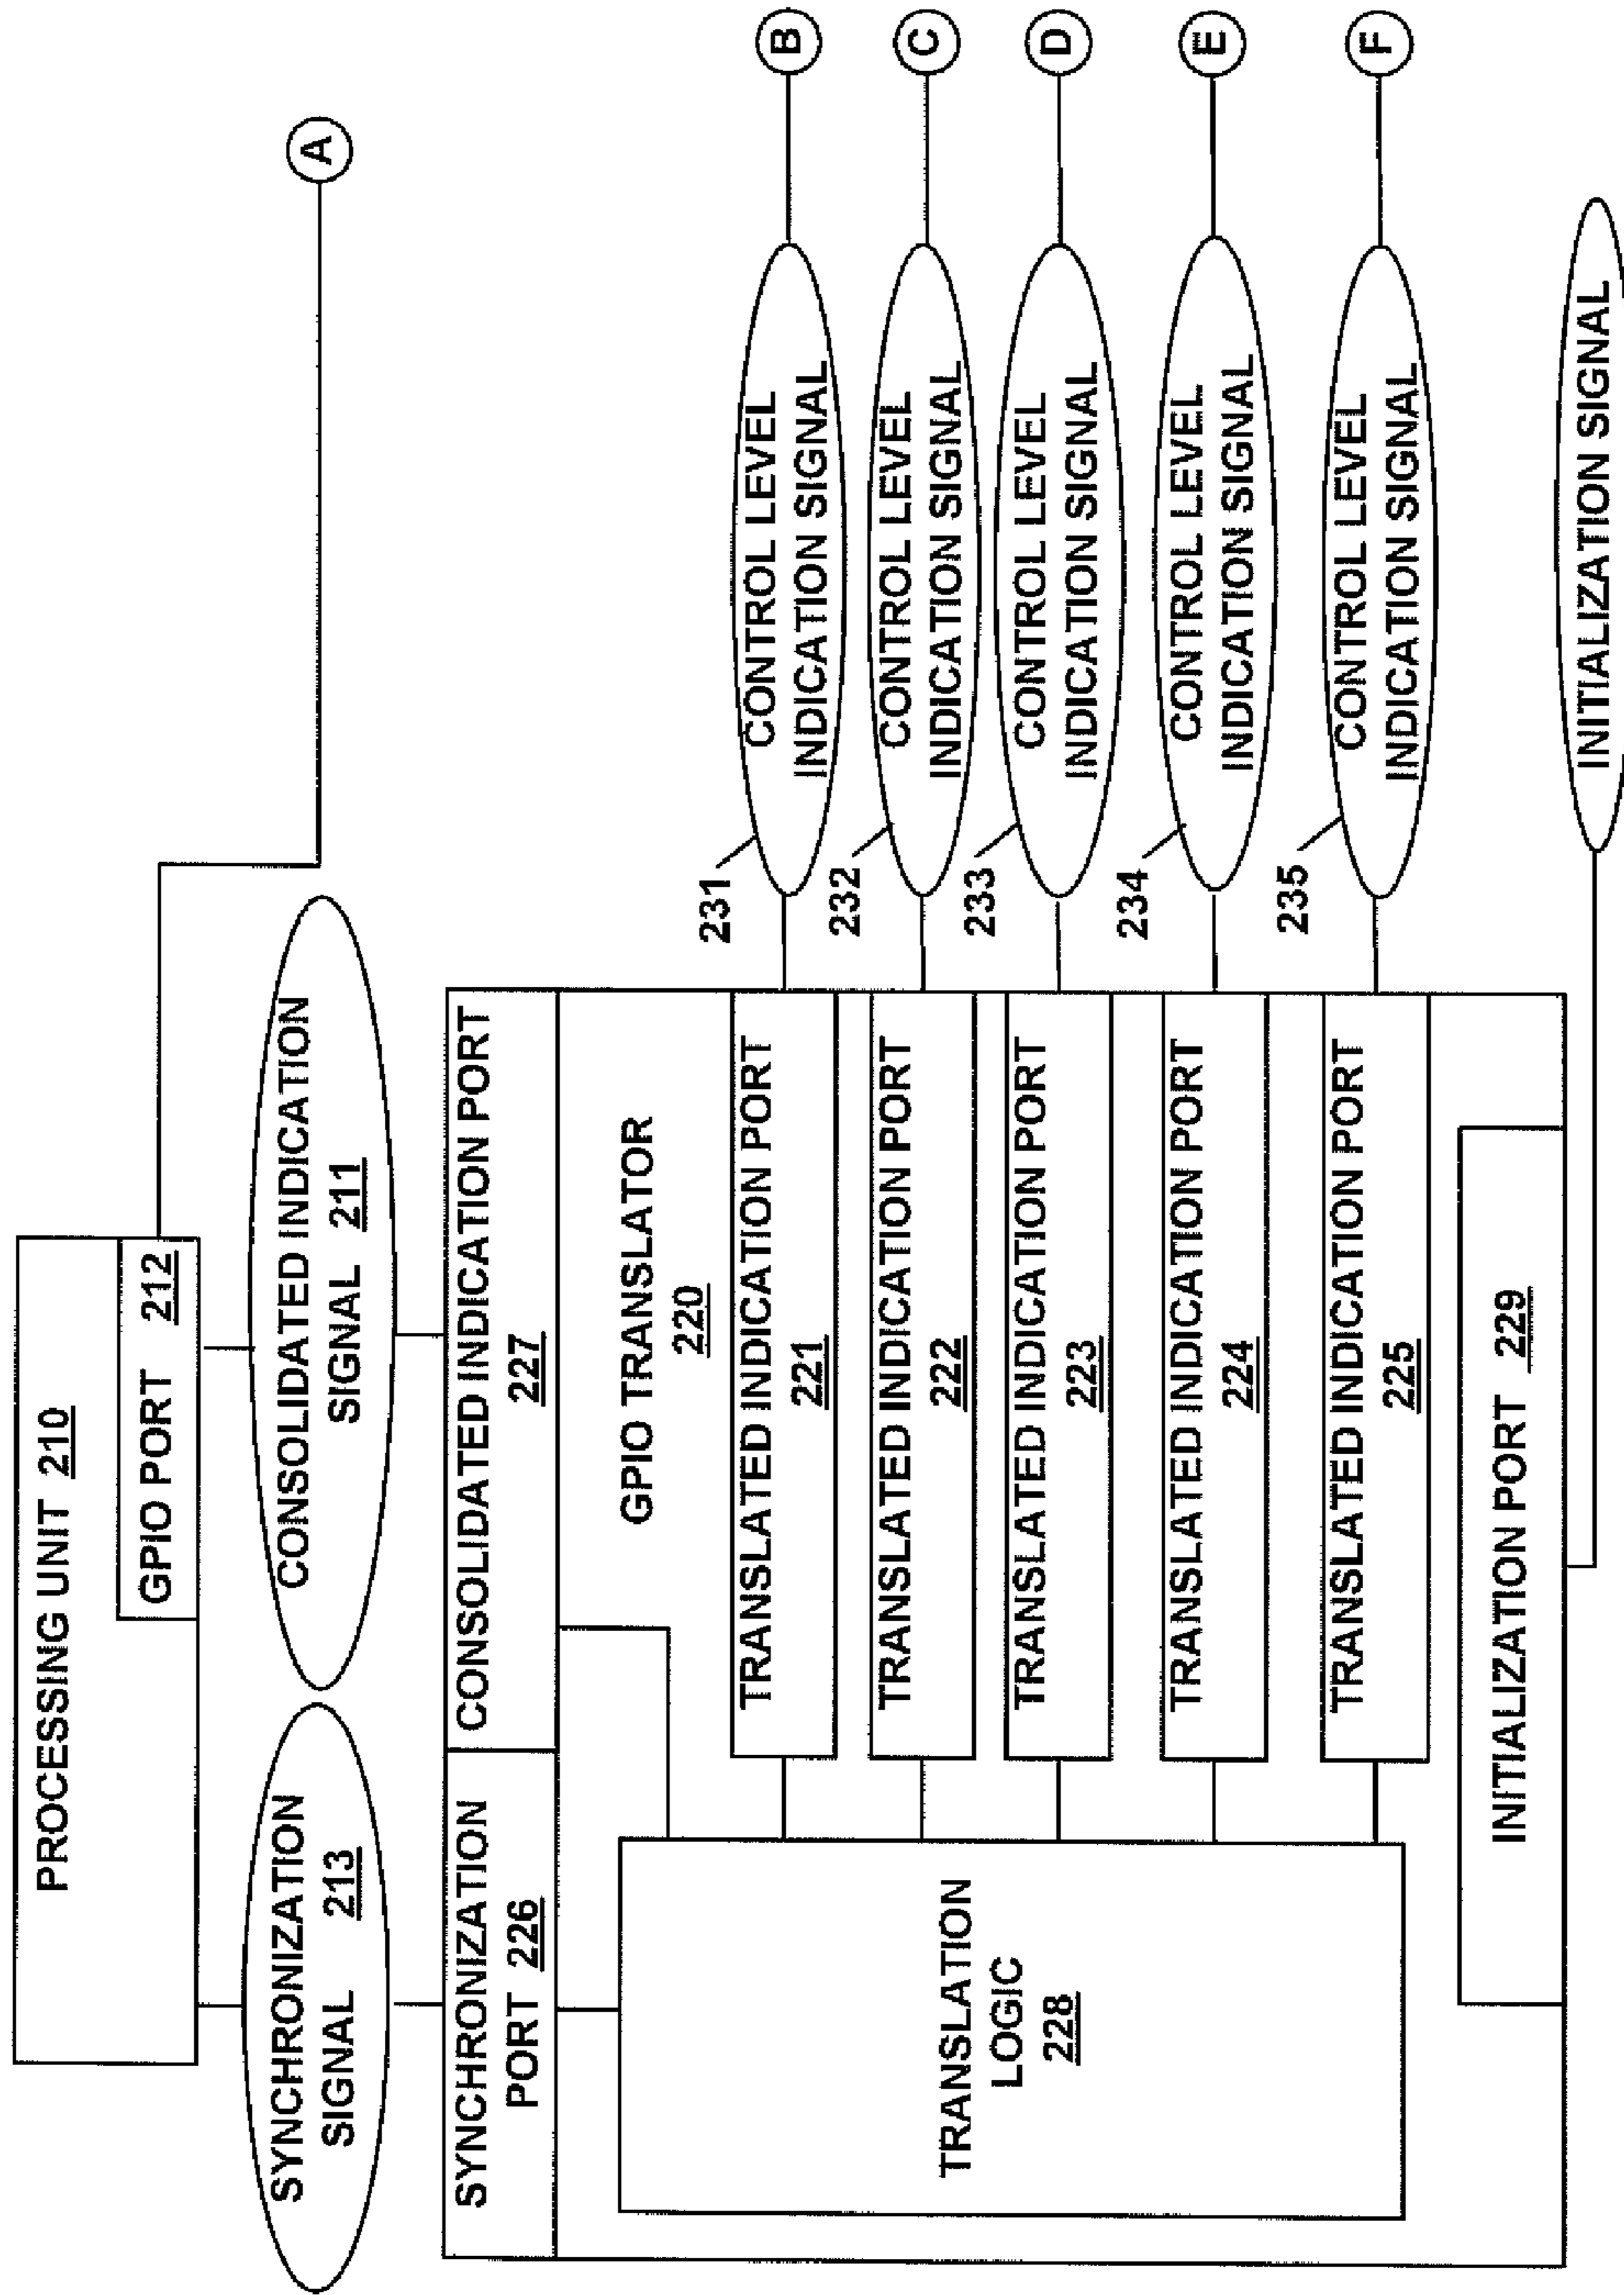 PROCESSING UNIT 210
GPIO PORT 212
A
SYNCHRONIZATION
SIGNAL 213
CONSOLIDATED INDICATION
SIGNAL 211
SYNCHRONIZATION
PORT 226
CONSOLIDATED INDICATION PORT
227
GPIO TRANSLATOR
220
TRANSLATION
LOGIC
228
TRANSLATED INDICATION PORT
221
231
CONTROL LEVEL
INDICATION SIGNAL
B
TRANSLATED INDICATION PORT
222
232
CONTROL LEVEL
INDICATION SIGNAL
C
TRANSLATED INDICATION PORT
223
233
CONTROL LEVEL
INDICATION SIGNAL
D
TRANSLATED INDICATION PORT
224
234
CONTROL LEVEL
INDICATION SIGNAL
E
TRANSLATED INDICATION PORT
225
235
CONTROL LEVEL
INDICATION SIGNAL
F
INITIALIZATION PORT 229
INITIALIZATION SIGNAL